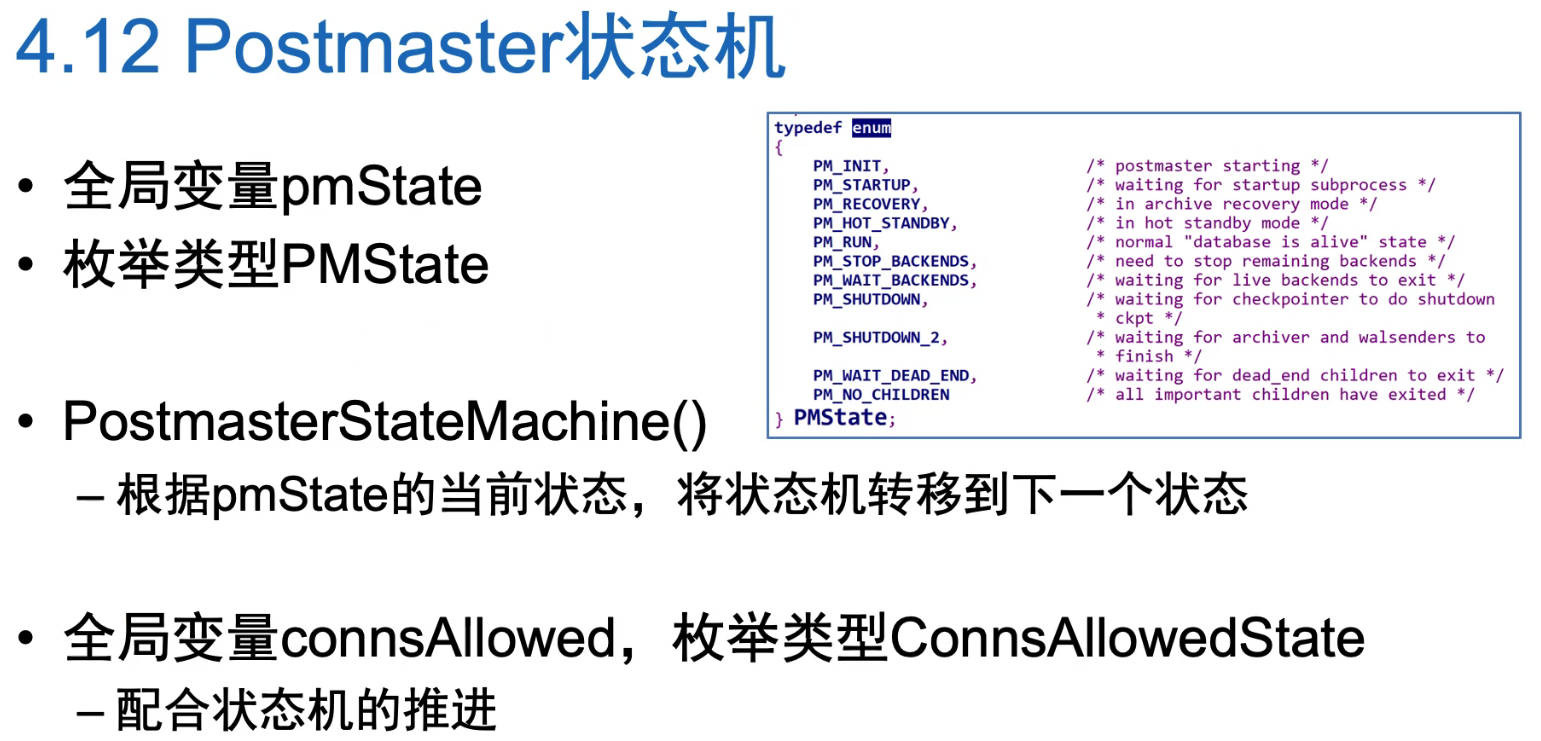 4.12 Postmaster状态机
• 全局变量pmState
• 枚举类型PMState
typedef enum
{
PM_INIT, /* postmaster starting */
PM_STARTUP, /* waiting for startup subprocess */
PM_RECOVERY, /* in archive recovery mode */
PM_HOT_STANDBY, /* in hot standby mode */
PM_RUN, /* normal "database is alive" state */
PM_STOP_BACKENDS, /* need to stop remaining backends */
PM_WAIT_BACKENDS, /* waiting for live backends to exit */
PM_SHUTDOWN, /* waiting for checkpointer to do shutdown
* ckpt */
PM_SHUTDOWN_2, /* waiting for archiver and walsenders to
* finish */
PM_WAIT_DEAD_END, /* waiting for dead_end children to exit */
PM_NO_CHILDREN /* all important children have exited */
} PMState;
• PostmasterStateMachine()
– 根据pmState的当前状态，将状态机转移到下一个状态
• 全局变量connsAllowed，枚举类型ConnsAllowedState
– 配合状态机的推进